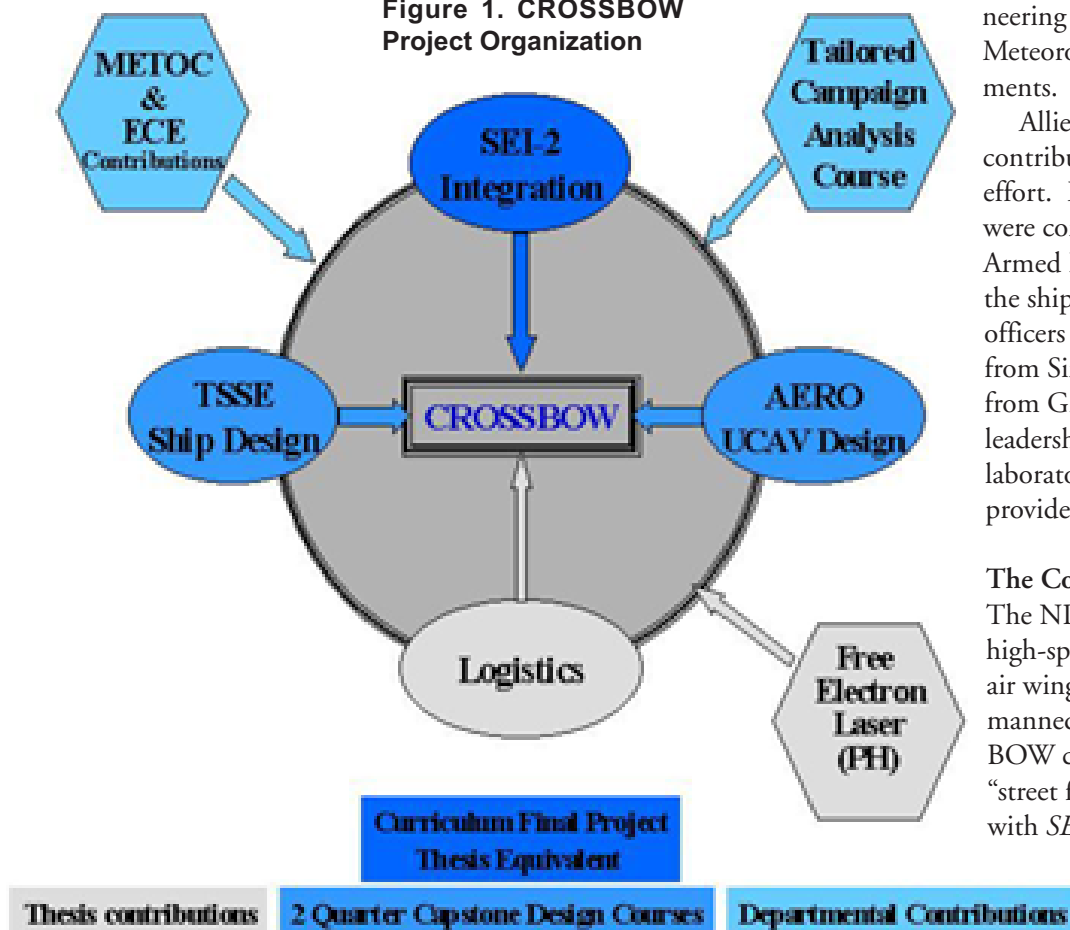 Figure 1. CROSSBOW
Project Organization
METOC
&
ECE
Contributions
SEI-2
Integration
Tailored
Campaign
Analysis
Course
TSSE
Ship Design
CROSSBOW
AERO
UCAV Design
Logistics
Free
Electron
Laser
(PH)
Curriculum Final Project
Thesis Equivalent
Thesis contributions
2 Quarter Capstone Design Courses
Departmental Contributions
neering
Meteoro
ments.
Allie
contribu
effort.
were co
Armed
the ship
officers
from Si
from G
leadersh
laborato
provide
The Co
The NI
high-sp
air wing
manned
BOW c
"street f
with SE